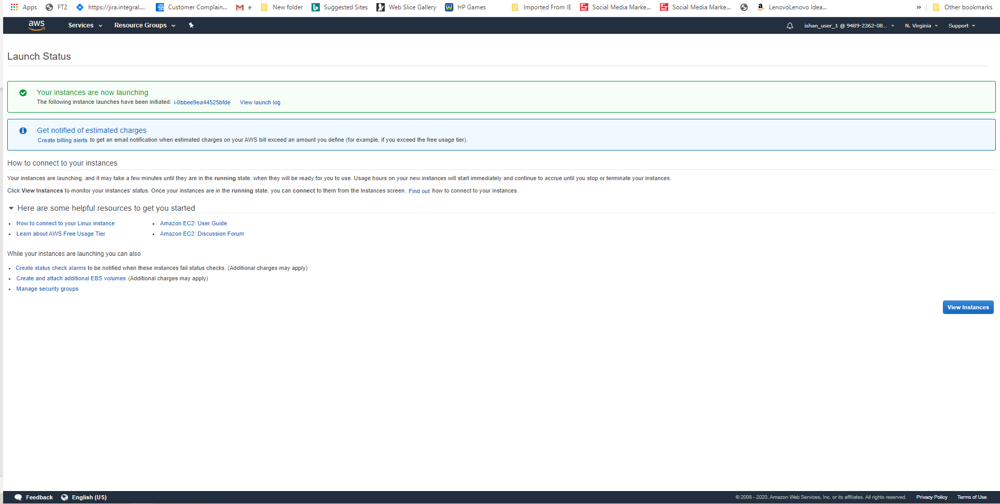 Apps FT2 https://jira.integral.... Customer Complain... e New folder Suggested Sites Web Slice Gallery HP Games Imported From IE Social Media Marke... Social Media Marke... LenovoLenovo Idea... » Other bookmarks
aws Services Resource Groups ishan_user_1 @ 9489-2362-08... N. Virginia Support
Launch Status
Your instances are now launching
The following instance launches have been initiated: i-0bbee9ea44525bfde View launch log
Get notified of estimated charges
Create billing alerts to get an email notification when estimated charges on your AWS bill exceed an amount you define (for example, if you exceed the free usage tier).
How to connect to your instances
Your instances are launching, and it may take a few minutes until they are in the running state, when they will be ready for you to use. Usage hours on your new instances will start immediately and continue to accrue until you stop or terminate your instances.
Click View Instances to monitor your instances' status. Once your instances are in the running state, you can connect to them from the Instances screen. Find out how to connect to your instances.
Here are some helpful resources to get you started
• How to connect to your Linux instance
• Learn about AWS Free Usage Tier
• Amazon EC2: User Guide
• Amazon EC2: Discussion Forum
While your instances are launching you can also
• Create status check alarms to be notified when these instances fail status checks. (Additional charges may apply)
• Create and attach additional EBS volumes (Additional charges may apply)
• Manage security groups
View Instances
Feedback English (US) © 2008 - 2020, Amazon Web Services, Inc. or its affiliates. All rights reserved. Privacy Policy Terms of Use